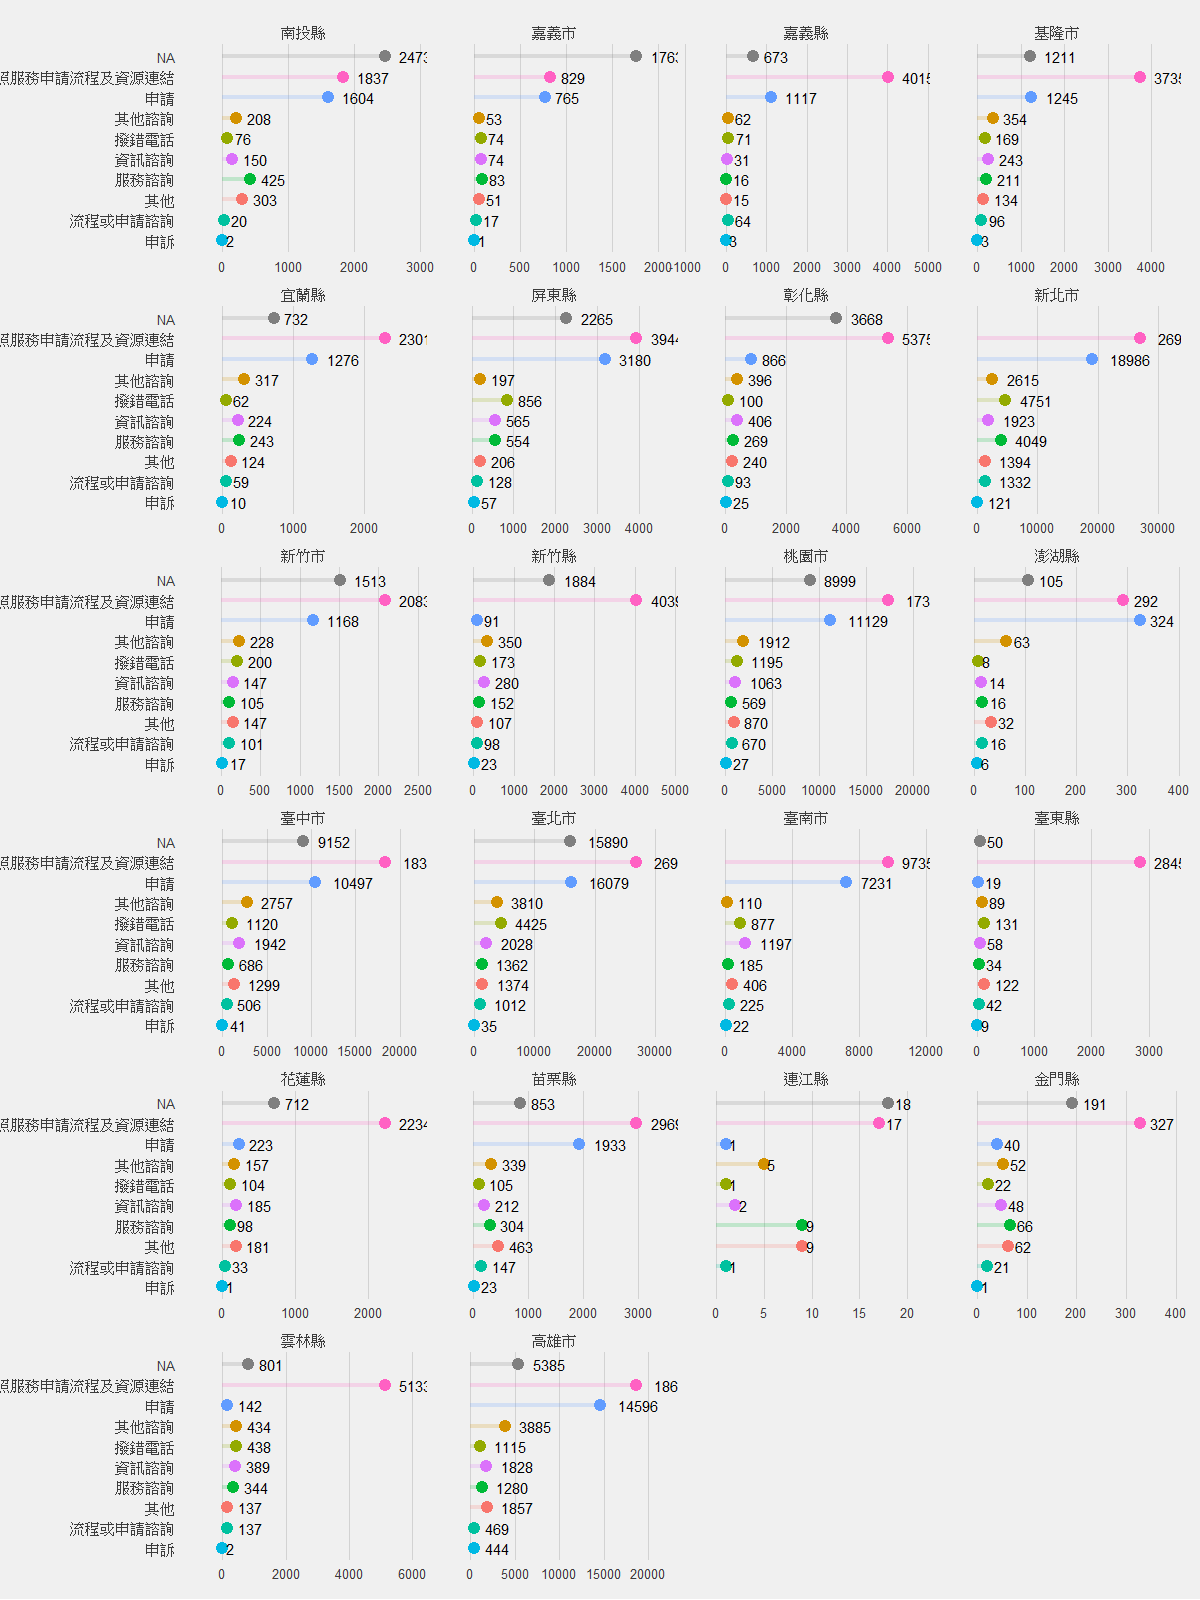 南投縣 嘉義市 嘉義縣 基隆市
NA 2473 1763 673 1211
照服務申請流程及資源連結 1837 829 4015 3735
申請 1604 765 1117 1245
其他諮詢 208 53 62 354
撥錯電話 76 74 71 169
資訊諮詢 150 74 31 243
服務諮詢 425 83 16 211
其他 303 51 15 134
流程或申請諮詢 20 17 64 96
申訴 2 1 3 3
0 1000 2000 3000 0 500 1000 1500 2000 0 1000 2000 3000 4000 5000 0 1000 2000 3000 4000
宜蘭縣 屏東縣 彰化縣 新北市
NA 732 2265 3668
照服務申請流程及資源連結 2301 3944 5375 269
申請 1276 3180 866 18986
其他諮詢 317 197 396 2615
撥錯電話 62 856 100 4751
資訊諮詢 224 565 406 1923
服務諮詢 243 554 269 4049
其他 124 206 240 1394
流程或申請諮詢 59 128 93 1332
申訴 10 57 25 121
0 1000 2000 0 1000 2000 3000 4000 0 2000 4000 6000 0 10000 20000 30000
新竹市 新竹縣 桃園市 澎湖縣
NA 1513 1884 8999 105
照服務申請流程及資源連結 2083 4039 173 292
申請 1168 91 11129 324
其他諮詢 228 350 1912 63
撥錯電話 200 173 1195 8
資訊諮詢 147 280 1063 14
服務諮詢 105 152 569 16
其他 147 107 870 32
流程或申請諮詢 101 98 670 16
申訴 17 23 27 6
0 500 1000 1500 2000 2500 0 1000 2000 3000 4000 5000 0 5000 10000 15000 20000 0 100 200 300 400
臺中市 臺北市 臺南市 臺東縣
NA 9152 15890 50
照服務申請流程及資源連結 183 269 9735 2845
申請 10497 16079 7231 19
其他諮詢 2757 3810 110 89
撥錯電話 1120 4425 877 131
資訊諮詢 1942 2028 1197 58
服務諮詢 686 1362 185 34
其他 1299 1374 406 122
流程或申請諮詢 506 1012 225 42
申訴 41 35 22 9
0 5000 10000 15000 20000 0 10000 20000 30000 0 4000 8000 12000 0 1000 2000 3000
花蓮縣 苗栗縣 連江縣 金門縣
NA 712 853 18 191
照服務申請流程及資源連結 2234 2969 17 327
申請 223 1933 1 40
其他諮詢 157 339 5 52
撥錯電話 104 105 1 22
資訊諮詢 185 212 2 48
服務諮詢 98 304 9 66
其他 181 463 9 62
流程或申請諮詢 33 147 1 21
申訴 1 23 1
0 1000 2000 0 1000 2000 3000 0 5 10 15 20 0 100 200 300 400
雲林縣 高雄市
NA 801 5385
照服務申請流程及資源連結 5133 186
申請 142 14596
其他諮詢 434 3885
撥錯電話 438 1115
資訊諮詢 389 1828
服務諮詢 344 1280
其他 137 1857
流程或申請諮詢 137 469
申訴 2 444
0 2000 4000 6000 0 5000 10000 15000 20000